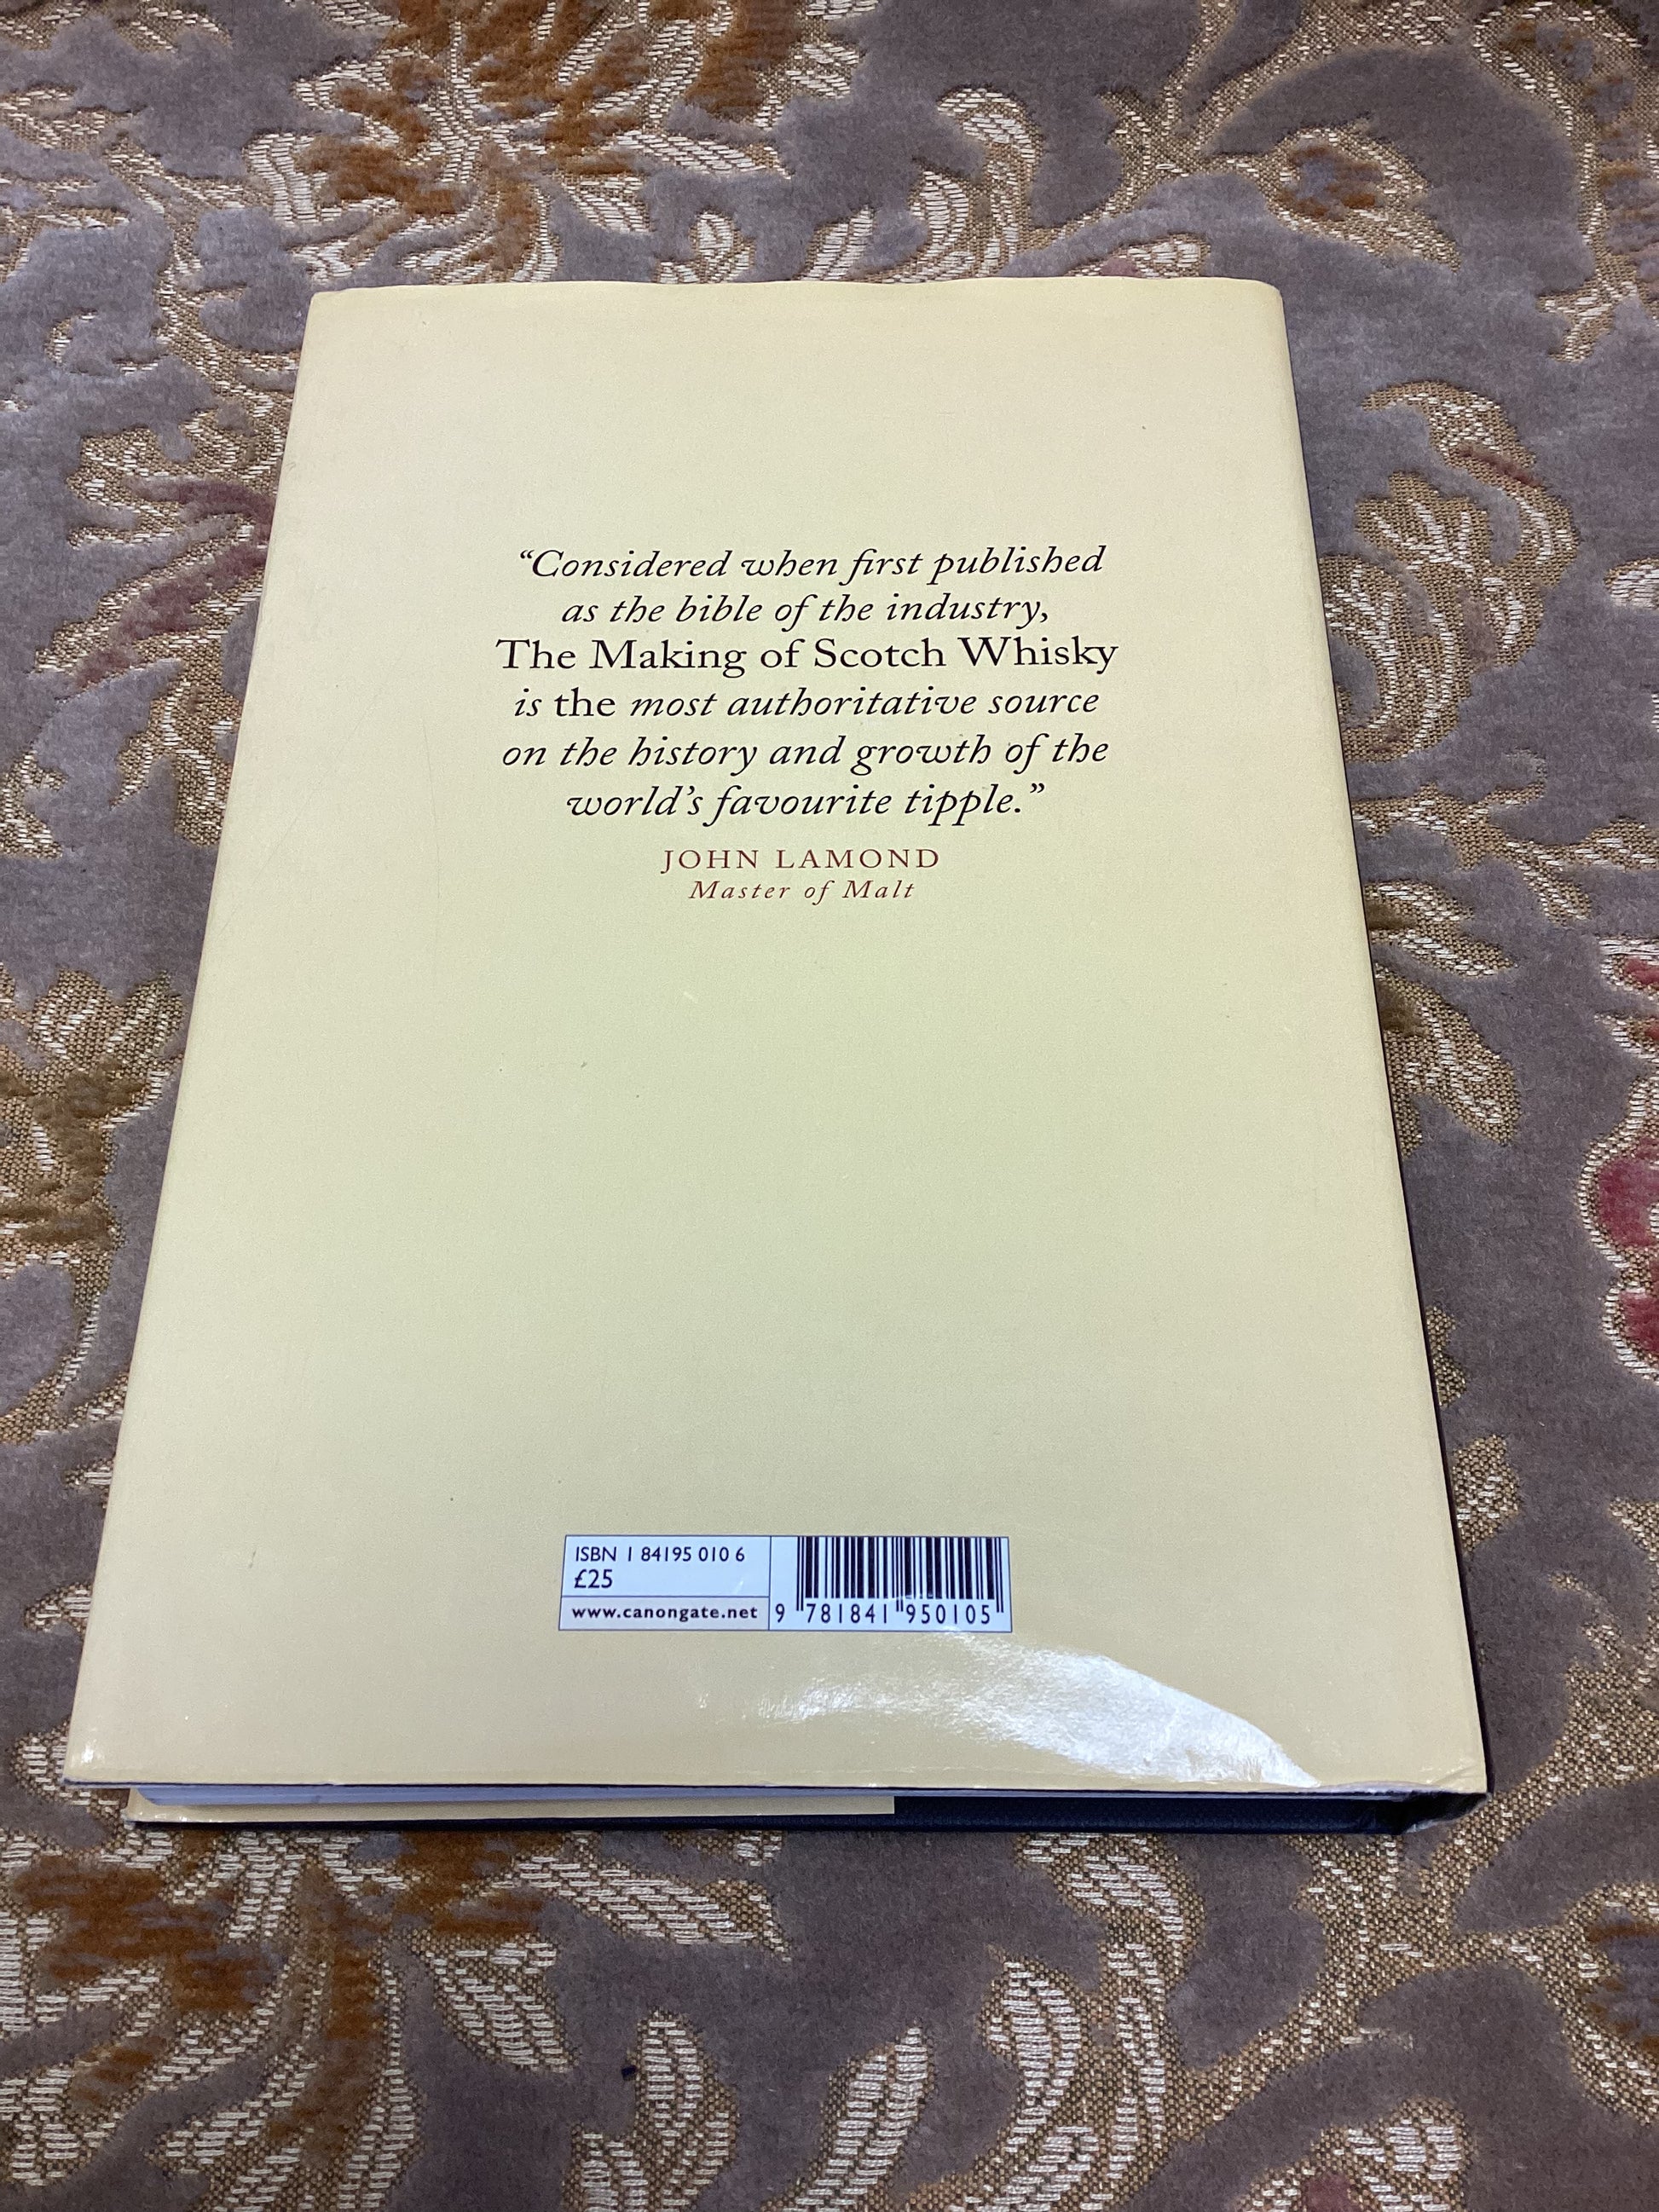 “Considered when first published
as the bible of the industry,
The Making of Scotch Whisky
is the most authoritative source
on the history and growth of the
world’s favourite tipple.”
JOHN LAMOND
Master of Malt
ISBN 1 84195 010 6
£25
www.canongate.net
9 781841 950105